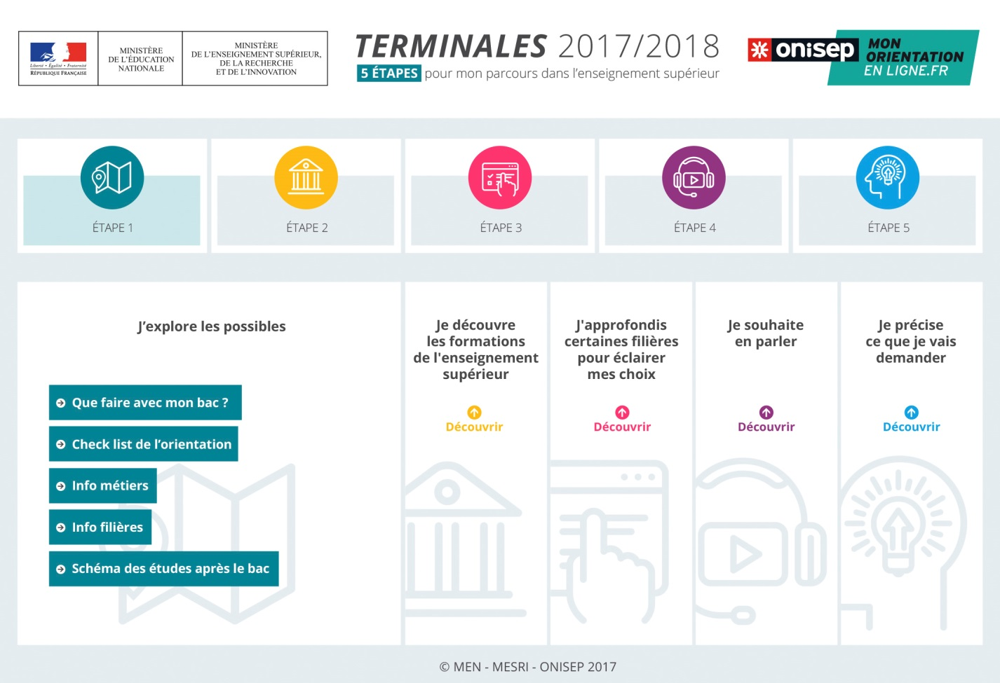 Liberté • Égalité • Fraternité
RÉPUBLIQUE FRANÇAISE
MINISTÈRE
DE L'ÉDUCATION
NATIONALE
MINISTÈRE
DE L'ENSEIGNEMENT SUPÉRIEUR,
DE LA RECHERCHE
ET DE L'INNOVATION
TERMINALES 2017/2018
5 ÉTAPES pour mon parcours dans l’enseignement supérieur
onisep
MON
ORIENTATION
EN LIGNE.FR
ÉTAPE 1
ÉTAPE 2
ÉTAPE 3
ÉTAPE 4
ÉTAPE 5
J’explore les possibles
Que faire avec mon bac ?
Check list de l’orientation
Info métiers
Info filières
Schéma des études après le bac
Je découvre
les formations
de l'enseignement
supérieur
Découvrir
J'approfondis
certaines filières
pour éclairer
mes choix
Découvrir
Je souhaite
en parler
Découvrir
Je précise
ce que je vais
demander
Découvrir
© MEN - MESRI - ONISEP 2017